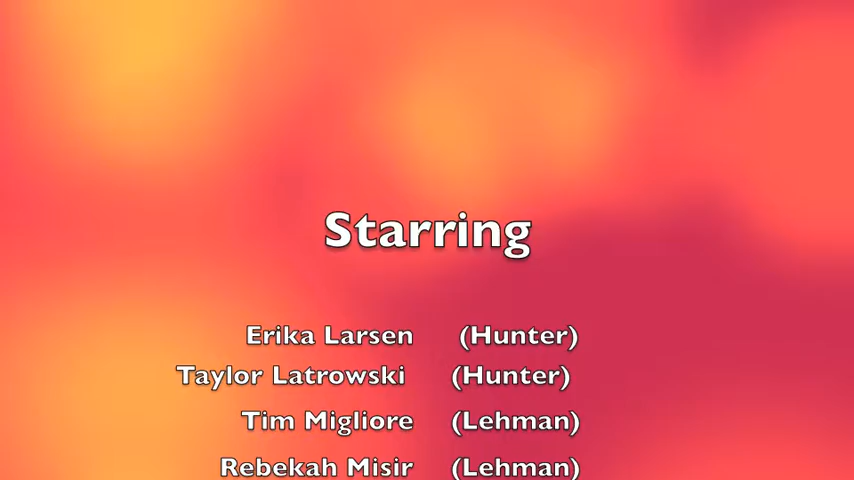 Starring
Erika Larsen (Hunter)
Taylor Latrowski (Hunter)
Tim Migliore (Lehman)
Rebekah Misir (Lehman)